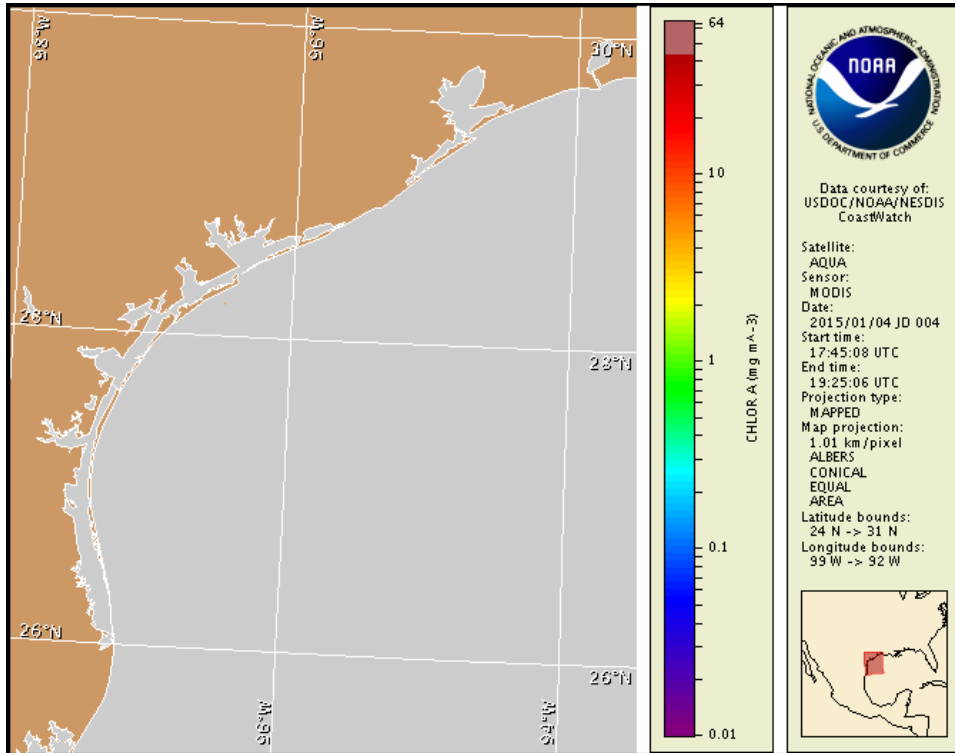 98°W
96°W
30°N
28°N
28°N
26°N
26°N
96°W
94°W
64
10
1
0.1
0.01
CHLOR A (mg m^-3)
NATIONAL OCEANIC AND ATMOSPHERIC ADMINISTRATION
NOAA
U.S. DEPARTMENT OF COMMERCE
Data courtesy of:
USDOC/NOAA/NESDIS
CoastWatch
Satellite:
AQUA
Sensor:
MODIS
Date:
2015/01/04 JD 004
Start time:
17:45:08 UTC
End time:
19:25:06 UTC
Projection type:
MAPPED
Map projection:
1.01 km/pixel
ALBERS
CONICAL
EQUAL
AREA
Latitude bounds:
24 N -> 31 N
Longitude bounds:
99 W -> 92 W